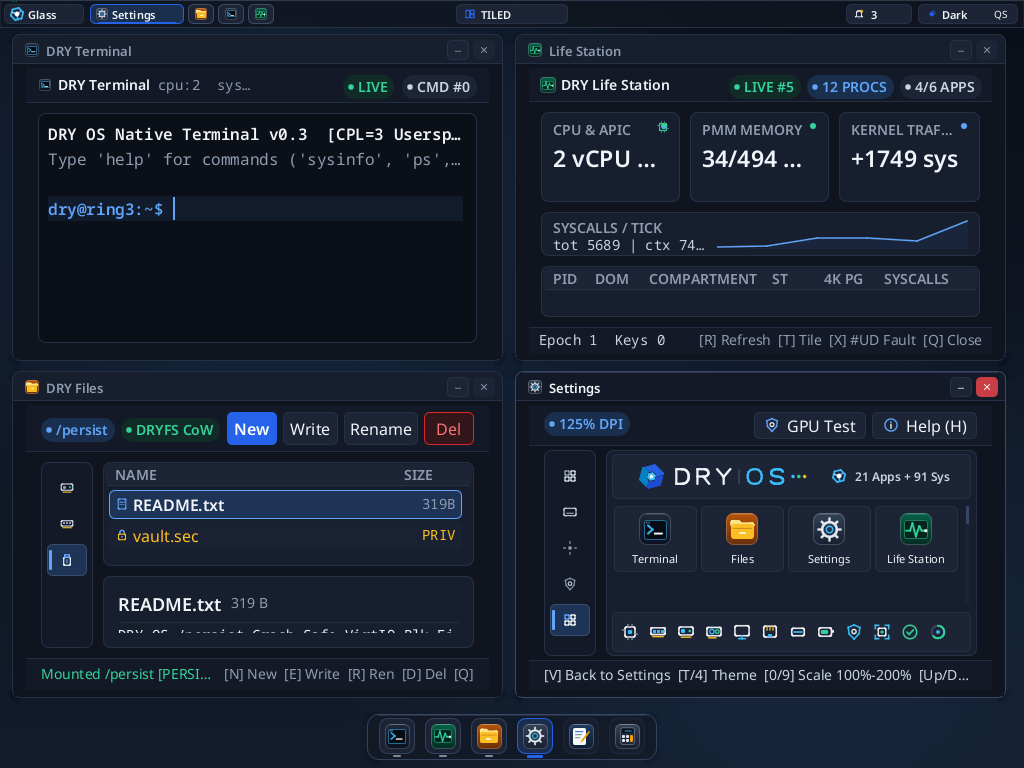 Glass Settings TILED 3 Dark QS
DRY Terminal
DRY Terminal cpu:2 sys… LIVE CMD #0
DRY OS Native Terminal v0.3 [CPL=3 Usersp…
Type 'help' for commands ('sysinfo', 'ps',…
dry@ring3:~$
Life Station
DRY Life Station LIVE #5 12 PROCS 4/6 APPS
CPU & APIC PMM MEMORY KERNEL TRAF…
2 vCPU … 34/494 … +1749 sys
SYSCALLS / TICK
tot 5689 | ctx 74…
PID DOM COMPARTMENT ST 4K PG SYSCALLS
Epoch 1 Keys 0 [R] Refresh [T] Tile [X] #UD Fault [Q] Close
DRY Files
/persist DRYFS CoW New Write Rename Del
NAME SIZE
README.txt 319B
vault.sec PRIV
README.txt 319 B
Mounted /persist [PERSI… [N] New [E] Write [R] Ren [D] Del [Q]
Settings
125% DPI GPU Test Help (H)
DRY OS 21 Apps + 91 Sys
Terminal Files Settings Life Station
[V] Back to Settings [T/4] Theme [0/9] Scale 100%-200% [Up/D…